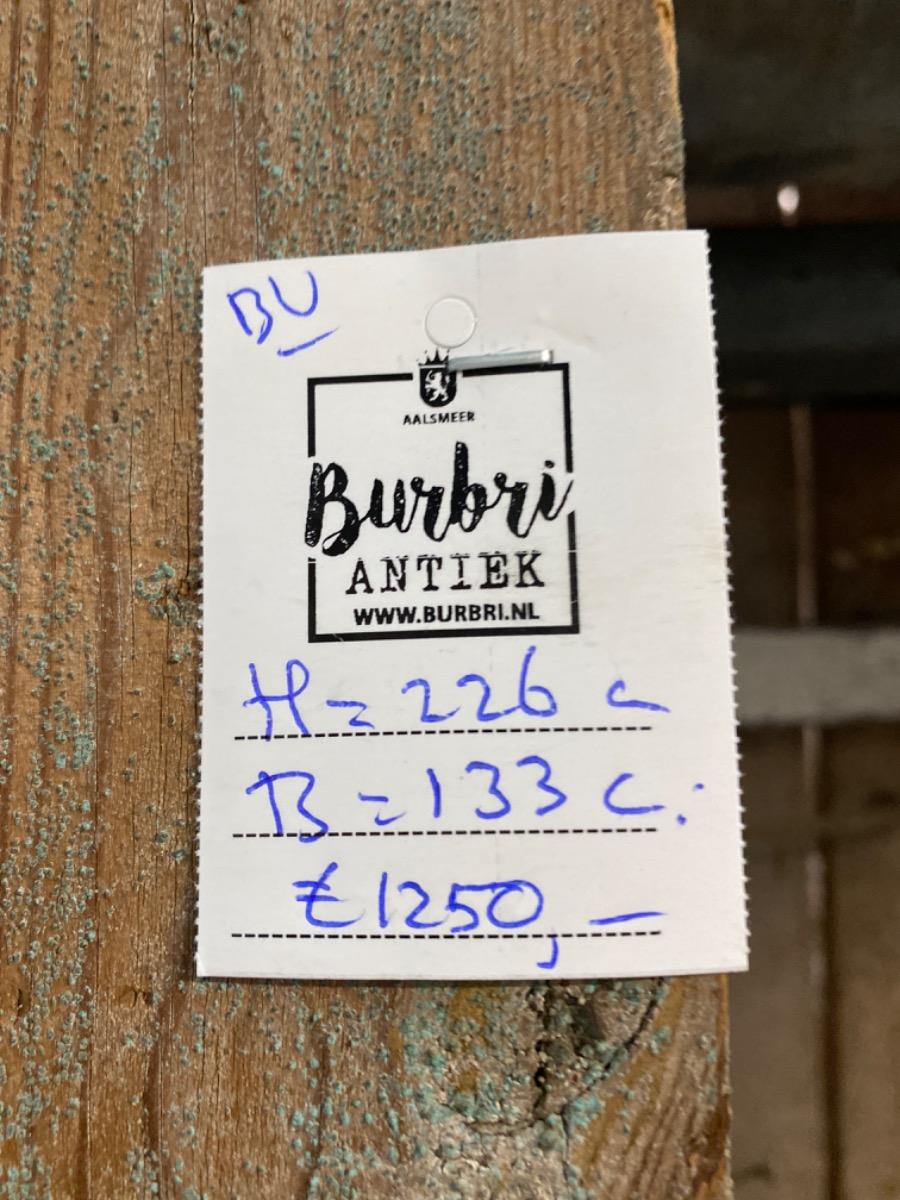 BU
AALSMEER
Burbri
ANTIEK
WWW.BURBRI.NL
H = 226 c
B = 133 c.
€ 1250,—